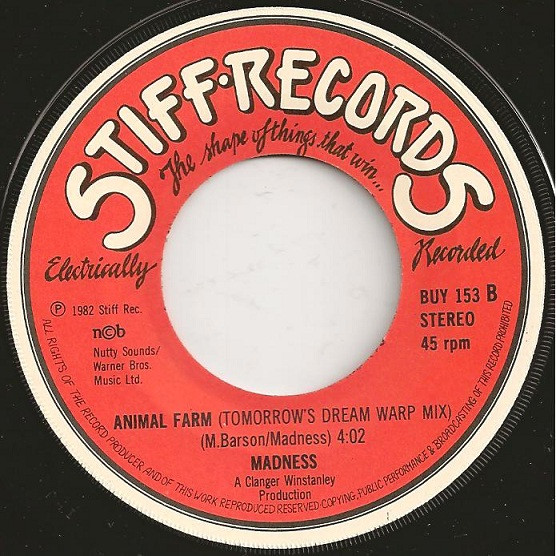 STIFF·RECORDS
The shape of things that win...
Electrically
Recorded
℗ 1982 Stiff Rec.
n©b
Nutty Sounds/
Warner Bros.
Music Ltd.
BUY 153 B
STEREO
45 rpm
ANIMAL FARM (TOMORROW'S DREAM WARP MIX)
(M.Barson/Madness) 4:02
MADNESS
A Clanger Winstanley
Production
ALL RIGHTS OF THE RECORD PRODUCER AND OF THIS WORK REPRODUCED RESERVED·COPYING, PUBLIC PERFORMANCE & BROADCASTING OF THIS RECORD PROHIBITED